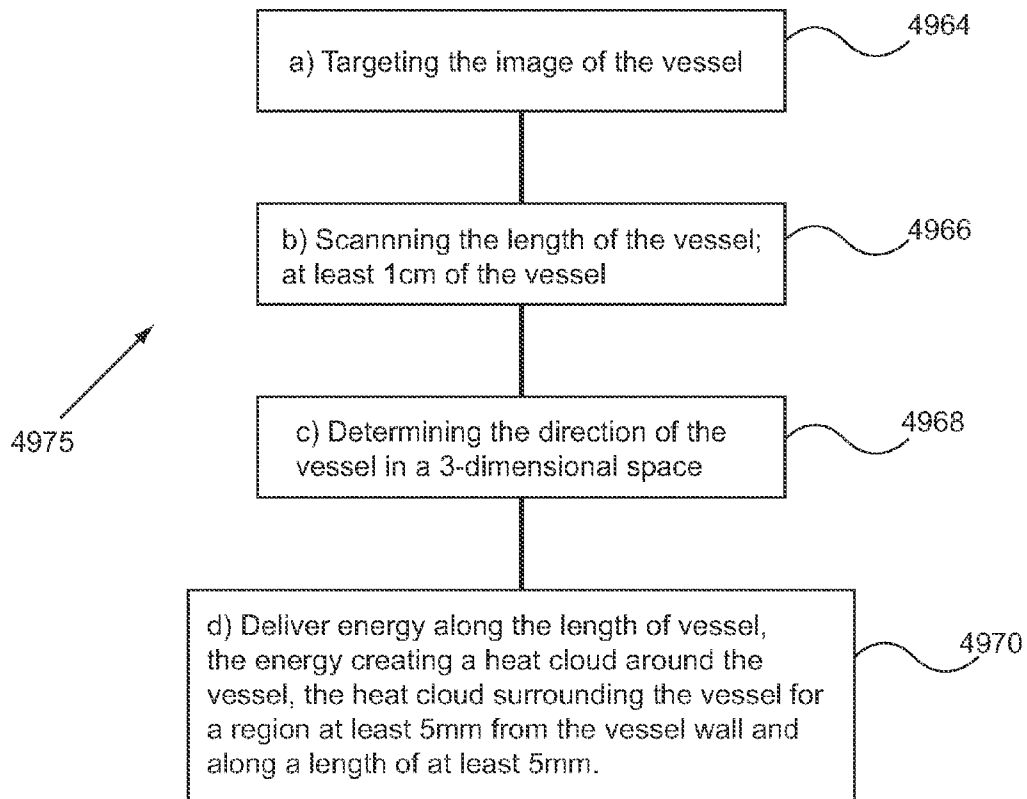 a) Targeting the image of the vessel
4964
b) Scannning the length of the vessel;
at least 1cm of the vessel
4966
c) Determining the direction of the
vessel in a 3-dimensional space
4968
4975
d) Deliver energy along the length of vessel,
the energy creating a heat cloud around the
vessel, the heat cloud surrounding the vessel for
a region at least 5mm from the vessel wall and
along a length of at least 5mm.
4970